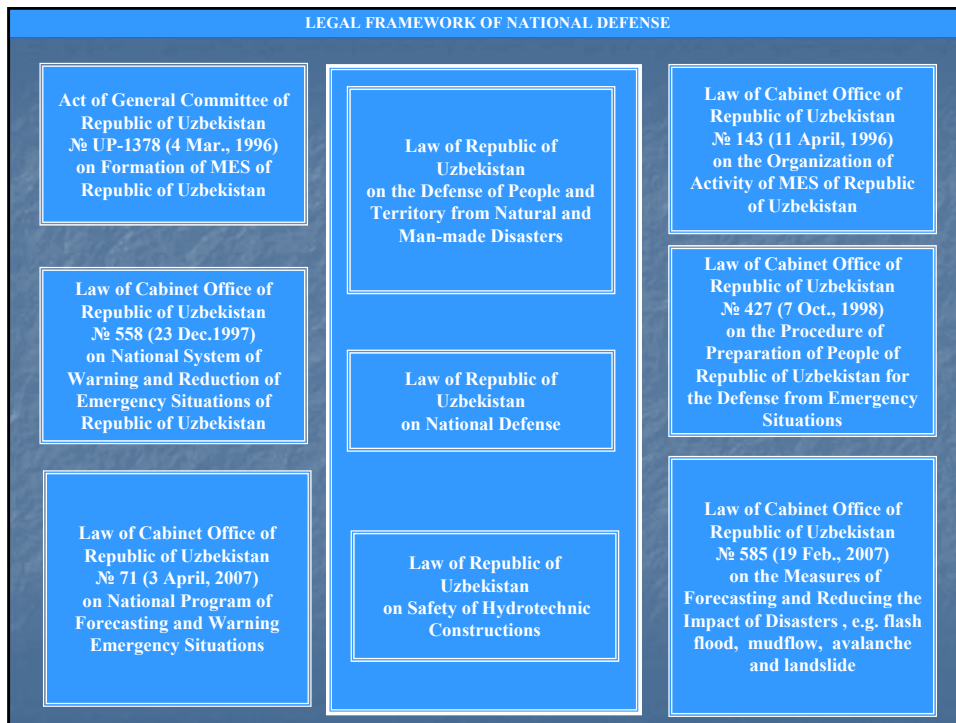 LEGAL FRAMEWORK OF NATIONAL DEFENSE
Act of General Committee of
Republic of Uzbekistan
№ UP-1378 (4 Mar., 1996)
on Formation of MES of
Republic of Uzbekistan
Law of Cabinet Office of
Republic of Uzbekistan
№ 558 (23 Dec.1997)
on National System of
Warning and Reduction of
Emergency Situations of
Republic of Uzbekistan
Law of Cabinet Office of
Republic of Uzbekistan
№ 71 (3 April, 2007)
on National Program of
Forecasting and Warning
Emergency Situations
Law of Republic of
Uzbekistan
on the Defense of People and
Territory from Natural and
Man-made Disasters
Law of Republic of
Uzbekistan
on National Defense
Law of Republic of
Uzbekistan
on Safety of Hydrotechnic
Constructions
Law of Cabinet Office of
Republic of Uzbekistan
№ 143 (11 April, 1996)
on the Organization of
Activity of MES of Republic
of Uzbekistan
Law of Cabinet Office of
Republic of Uzbekistan
№ 427 (7 Oct., 1998)
on the Procedure of
Preparation of People of
Republic of Uzbekistan for
the Defense from Emergency
Situations
Law of Cabinet Office of
Republic of Uzbekistan
№ 585 (19 Feb., 2007)
on the Measures of
Forecasting and Reducing the
Impact of Disasters , e.g. flash
flood, mudflow, avalanche
and landslide